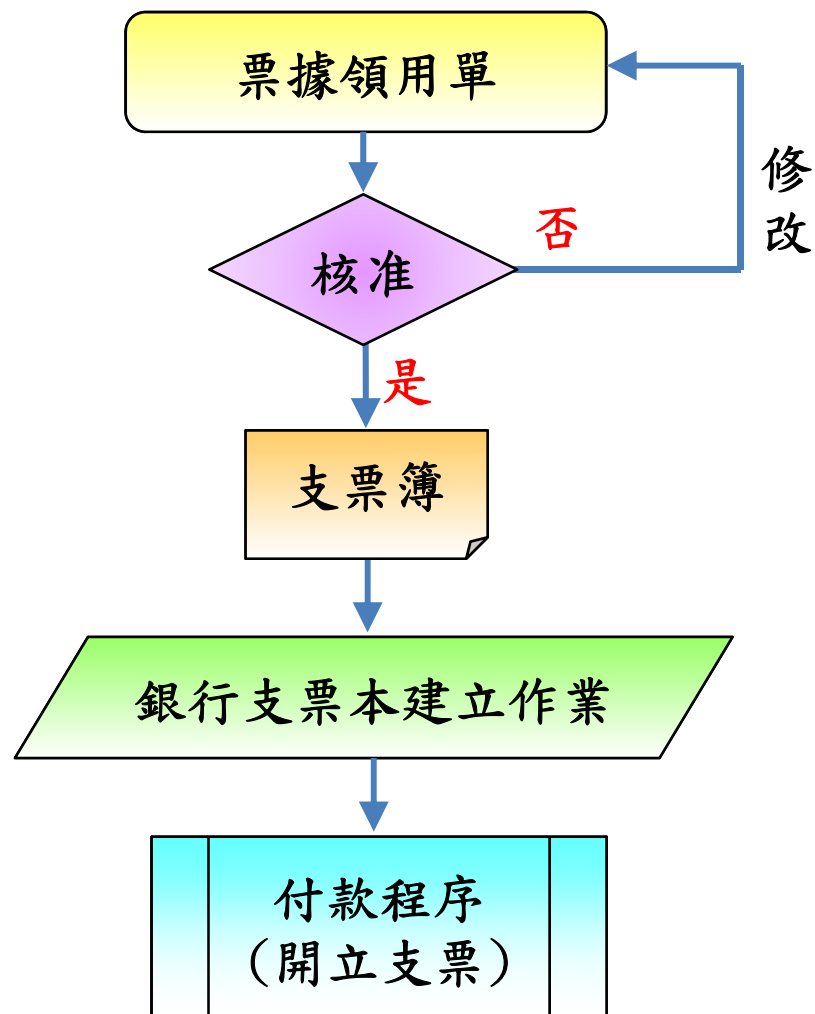 票據領用單
修改
否
核准
是
支票簿
銀行支票本建立作業
付款程序
(開立支票)